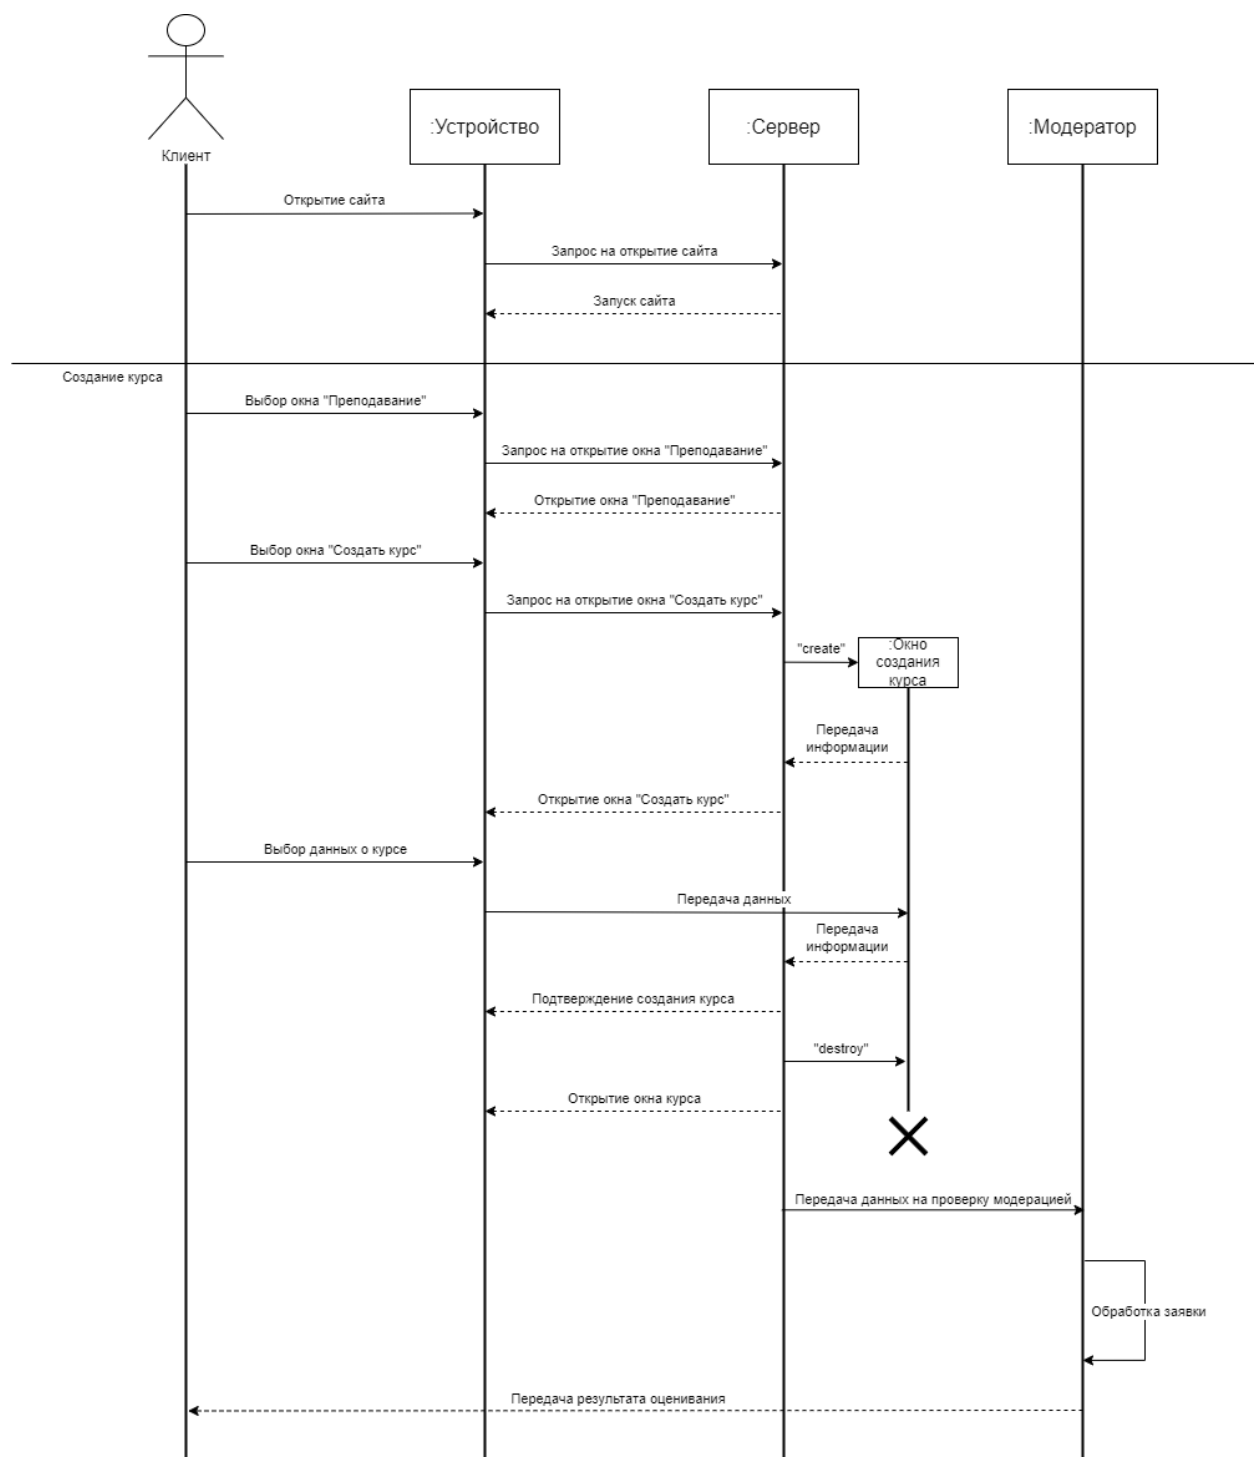 Клиент
:Устройство
:Сервер
:Модератор
Открытие сайта
Запрос на открытие сайта
Запуск сайта
Создание курса
Выбор окна "Преподавание"
Запрос на открытие окна "Преподавание"
Открытие окна "Преподавание"
Выбор окна "Создать курс"
Запрос на открытие окна "Создать курс"
"create"
:Окно
создания
курса
Передача
информации
Открытие окна "Создать курс"
Выбор данных о курсе
Передача данных
Передача
информации
Подтверждение создания курса
"destroy"
Открытие окна курса
Передача данных на проверку модерацией
Обработка заявки
Передача результата оценивания